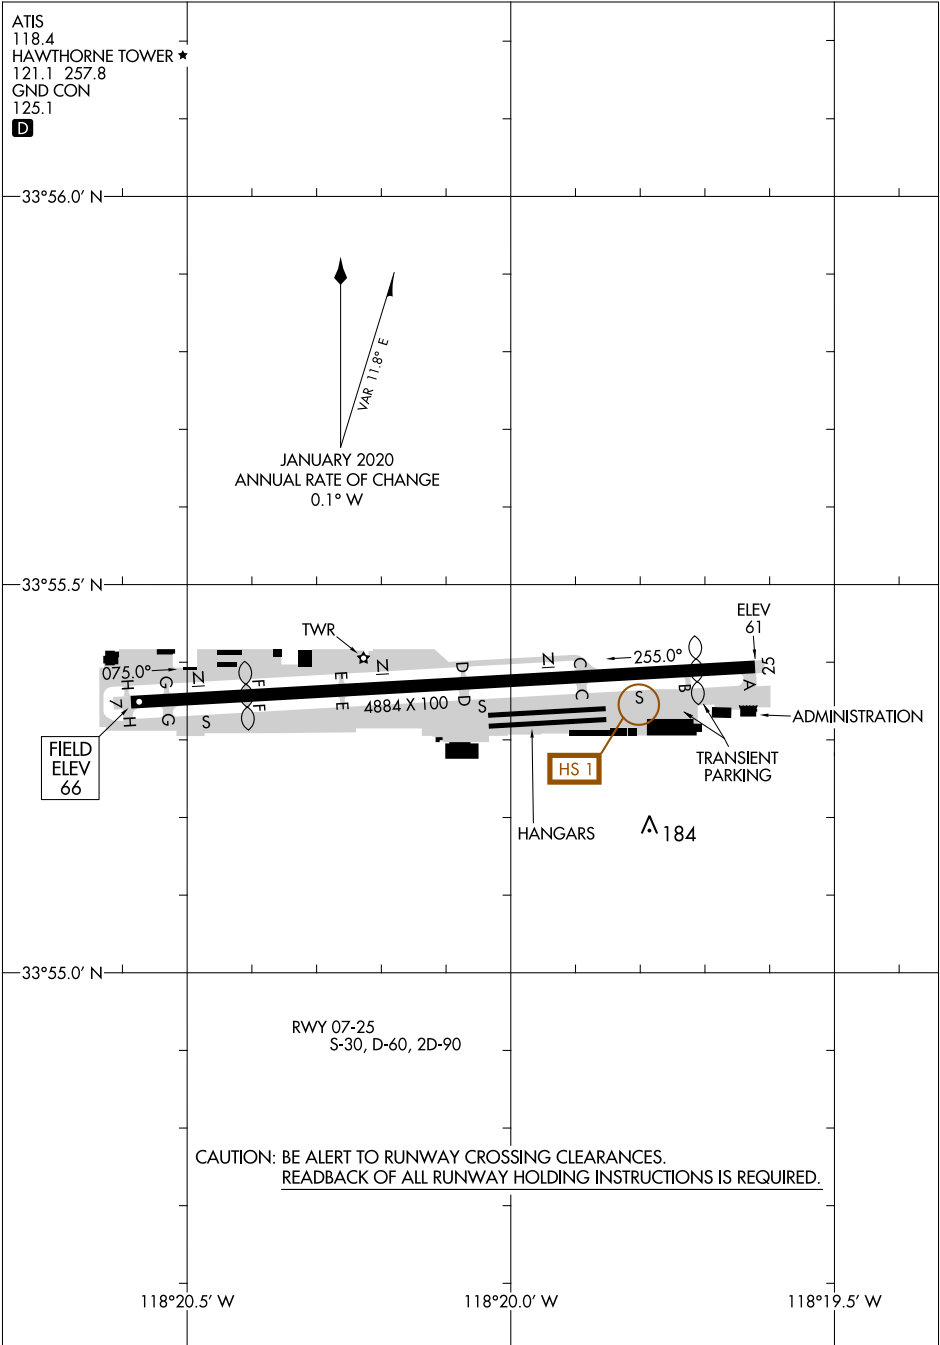 ATIS
118.4
HAWTHORNE TOWER ★
121.1 257.8
GND CON
125.1
D
33°56.0' N
VAR 11.8° E
JANUARY 2020
ANNUAL RATE OF CHANGE
0.1° W
33°55.5' N
ELEV
61
TWR
075.0°
255.0°
25
7
N
N
N
H
G
F
E
D
C
H
G
F
E
D
C
B
A
S
S
S
4884 X 100
FIELD
ELEV
66
HS 1
ADMINISTRATION
TRANSIENT
PARKING
HANGARS
184
33°55.0' N
RWY 07-25
S-30, D-60, 2D-90
CAUTION: BE ALERT TO RUNWAY CROSSING CLEARANCES.
READBACK OF ALL RUNWAY HOLDING INSTRUCTIONS IS REQUIRED.
118°20.5' W
118°20.0' W
118°19.5' W